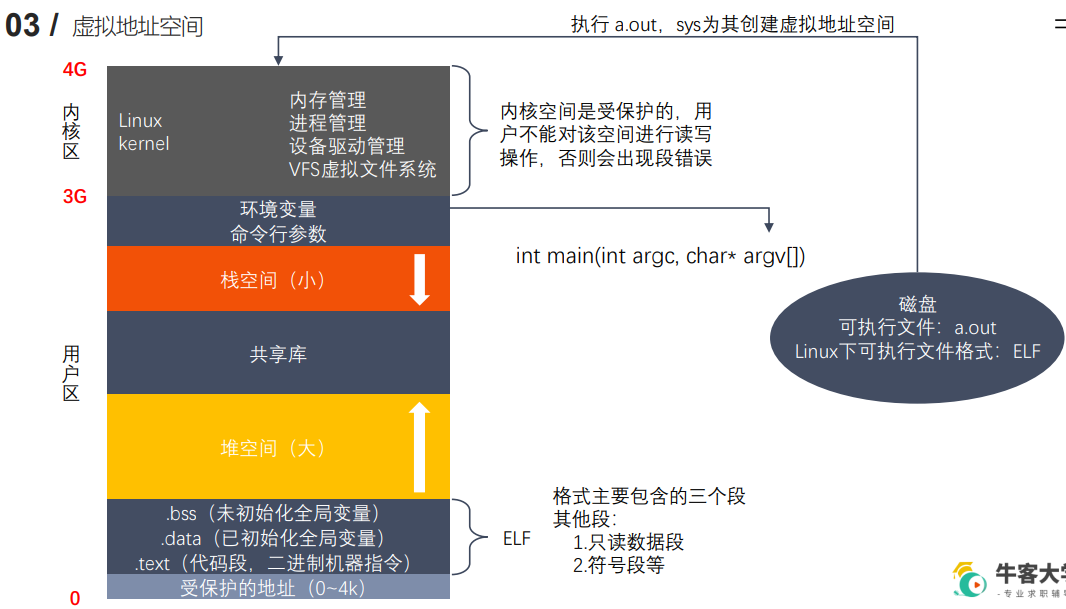 03 / 虚拟地址空间
执行 a.out，sys为其创建虚拟地址空间
4G
内核区
Linux
kernel
内存管理
进程管理
设备驱动管理
VFS虚拟文件系统
内核空间是受保护的，用
户不能对该空间进行读写
操作，否则会出现段错误
3G
环境变量
命令行参数
int main(int argc, char* argv[])
栈空间（小）
磁盘
可执行文件：a.out
Linux下可执行文件格式：ELF
共享库
用户区
堆空间（大）
.bss（未初始化全局变量）
.data（已初始化全局变量）
.text（代码段，二进制机器指令）
ELF
格式主要包含的三个段
其他段：
1.只读数据段
2.符号段等
受保护的地址（0~4k）
0
牛客大学
-专业求职辅